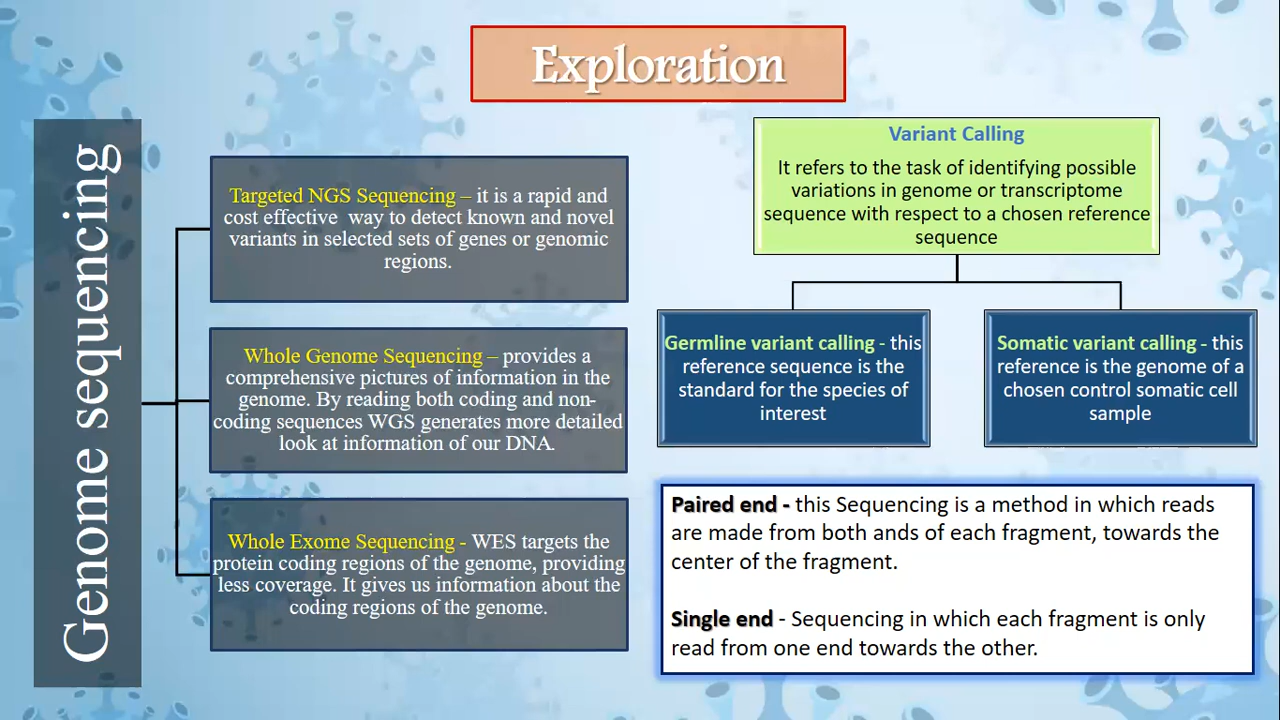 Exploration
Genome sequencing
Targeted NGS Sequencing – it is a rapid and
cost effective way to detect known and novel
variants in selected sets of genes or genomic
regions.
Whole Genome Sequencing – provides a
comprehensive pictures of information in the
genome. By reading both coding and non-
coding sequences WGS generates more detailed
look at information of our DNA.
Whole Exome Sequencing - WES targets the
protein coding regions of the genome, providing
less coverage. It gives us information about the
coding regions of the genome.
Variant Calling
It refers to the task of identifying possible
variations in genome or transcriptome
sequence with respect to a chosen reference
sequence
Germline variant calling - this
reference sequence is the
standard for the species of
interest
Somatic variant calling - this
reference is the genome of a
chosen control somatic cell
sample
Paired end - this Sequencing is a method in which reads
are made from both ands of each fragment, towards the
center of the fragment.
Single end - Sequencing in which each fragment is only
read from one end towards the other.